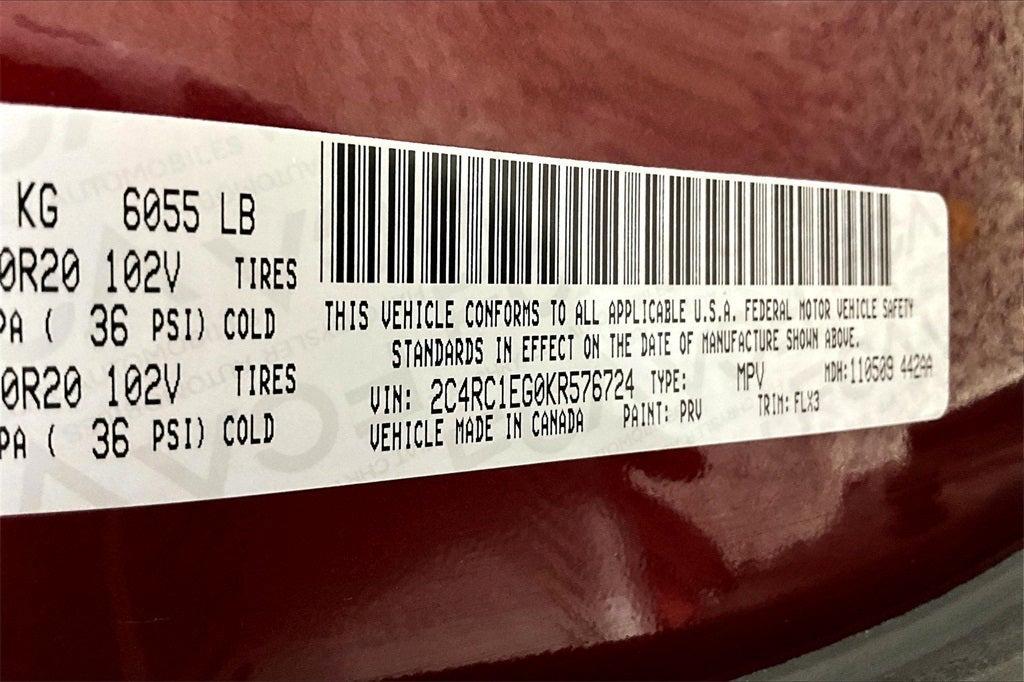 KG 6055 LB
0R20 102V TIRES
PA ( 36 PSI) COLD
0R20 102V TIRES
PA ( 36 PSI) COLD
THIS VEHICLE CONFORMS TO ALL APPLICABLE U.S.A. FEDERAL MOTOR VEHICLE SAFETY
STANDARDS IN EFFECT ON THE DATE OF MANUFACTURE SHOWN ABOVE.
VIN: 2C4RC1EG0KR576724 TYPE: MPV MDH:110509 442AA
VEHICLE MADE IN CANADA PAINT: PRV TRIM:FLX3